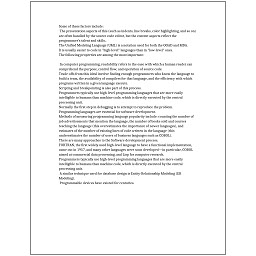 Some of these factors include:
The presentation aspects of this (such as indents, line breaks, color highlighting, and so on) are often handled by the source code editor, but the content aspects reflect the programmer's talent and skills.
The Unified Modeling Language (UML) is a notation used for both the OOAD and MDA.
It is usually easier to code in "high-level" languages than in "low-level" ones.
The following properties are among the most important:

Computer programming, readability refers to the ease with which a human reader can comprehend the purpose, control flow, and operation of source code.
Trade-offs from this ideal involve finding enough programmers who know the language to build a team, the availability of compilers for that language, and the efficiency with which programs written in a given language execute.
Scripting and breakpointing is also part of this process.
Programmers typically use high-level programming languages that are more easily intelligible to humans than machine code, which is directly executed by the central processing unit.
Normally the first step in debugging is to attempt to reproduce the problem.
Programming languages are essential for software development.
Methods of measuring programming language popularity include: counting the number of job advertisements that mention the language, the number of books sold and courses teaching the language (this overestimates the importance of newer languages), and estimates of the number of existing lines of code written in the language (this underestimates the number of users of business languages such as COBOL).
There are many approaches to the Software development process.
FORTRAN, the first widely used high-level language to have a functional implementation, came out in 1957, and many other languages were soon developed—in particular, COBOL aimed at commercial data processing, and Lisp for computer research.
Programmers typically use high-level programming languages that are more easily intelligible to humans than machine code, which is directly executed by the central processing unit.
A similar technique used for database design is Entity-Relationship Modeling (ER Modeling).
Programmable devices have existed for centuries.